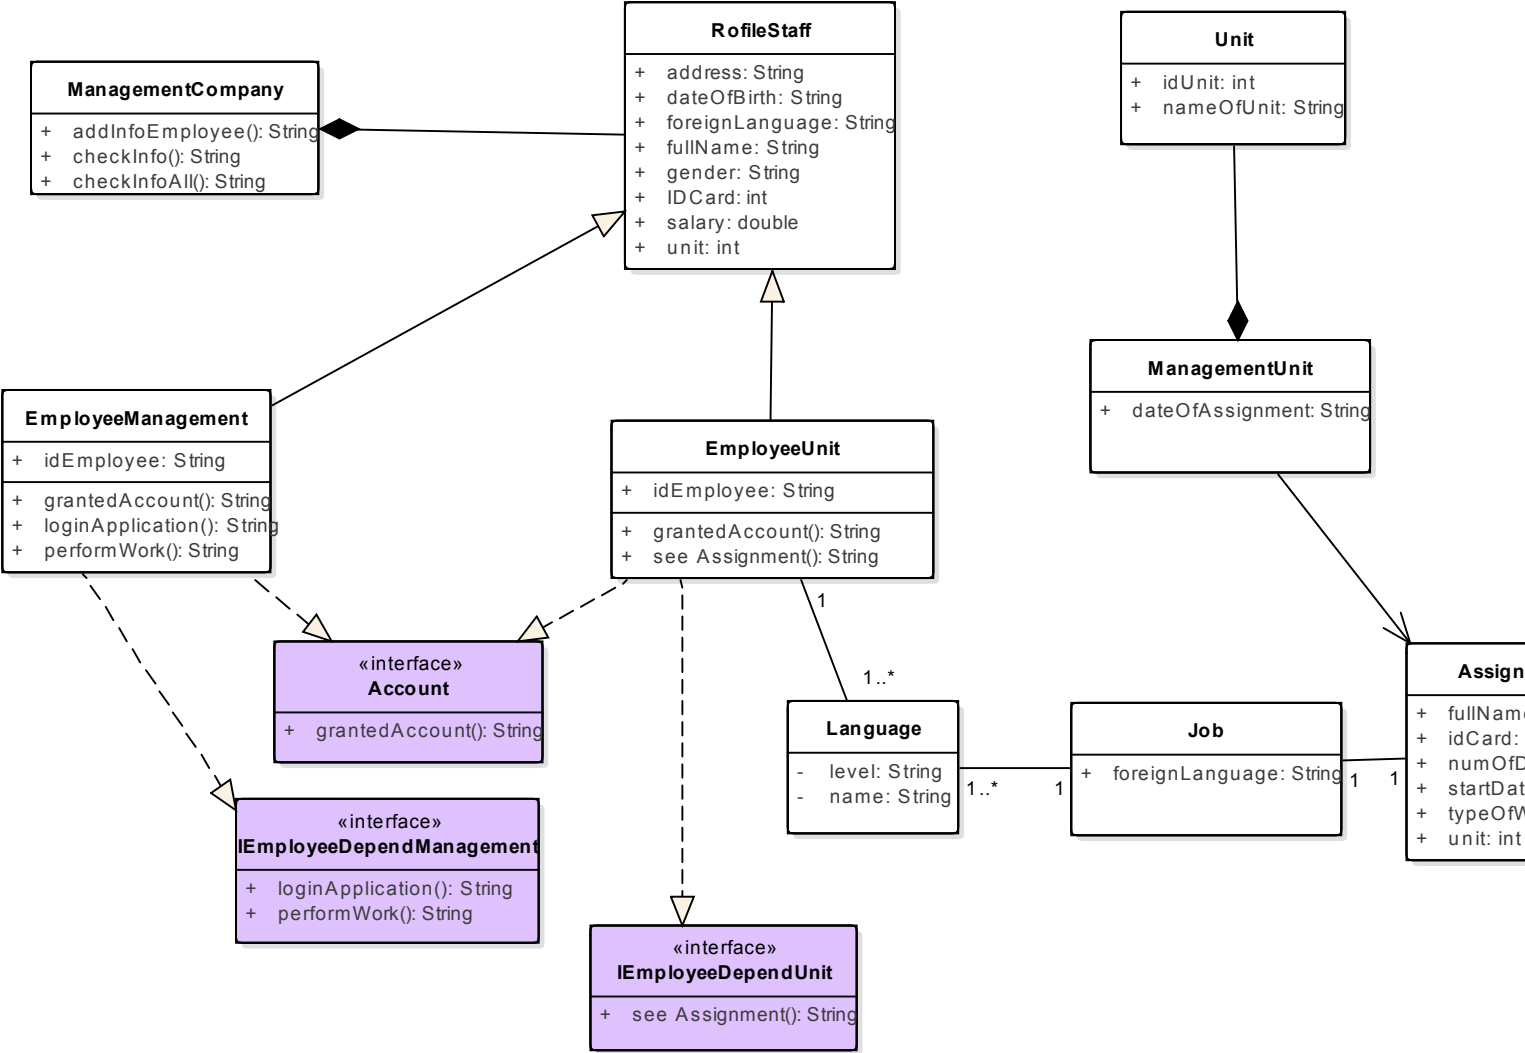 RofileStaff
+ address: String
+ dateOfBirth: String
+ foreignLanguage: String
+ fullName: String
+ gender: String
+ IDCard: int
+ salary: double
+ unit: int
Unit
+ idUnit: int
+ nameOfUnit: String
ManagementCompany
+ addInfoEmployee(): String
+ checkInfo(): String
+ checkInfoAll(): String
ManagementUnit
+ dateOfAssignment: String
EmployeeManagement
+ idEmployee: String
+ grantedAccount(): String
+ loginApplication(): String
+ performWork(): String
EmployeeUnit
+ idEmployee: String
+ grantedAccount(): String
+ see Assignment(): String
1
1..*
«interface»
Account
+ grantedAccount(): String
Language
- level: String
- name: String
1..*
1
Job
+ foreignLanguage: String
1
1
Assign
+ fullName
+ idCard:
+ numOfD
+ startDat
+ typeOfW
+ unit: int
«interface»
IEmployeeDependManagement
+ loginApplication(): String
+ performWork(): String
«interface»
IEmployeeDependUnit
+ see Assignment(): String